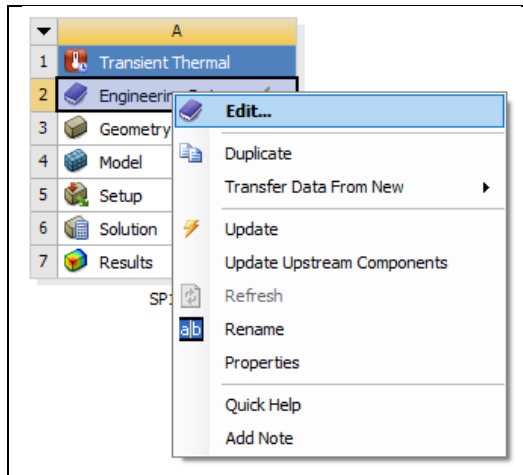 A
1 Transient Thermal
2 Engineering
3 Geometry
4 Model
5 Setup
6 Solution
7 Results
Edit...
Duplicate
Transfer Data From New
Update
Update Upstream Components
Refresh
a|b Rename
Properties
Quick Help
Add Note